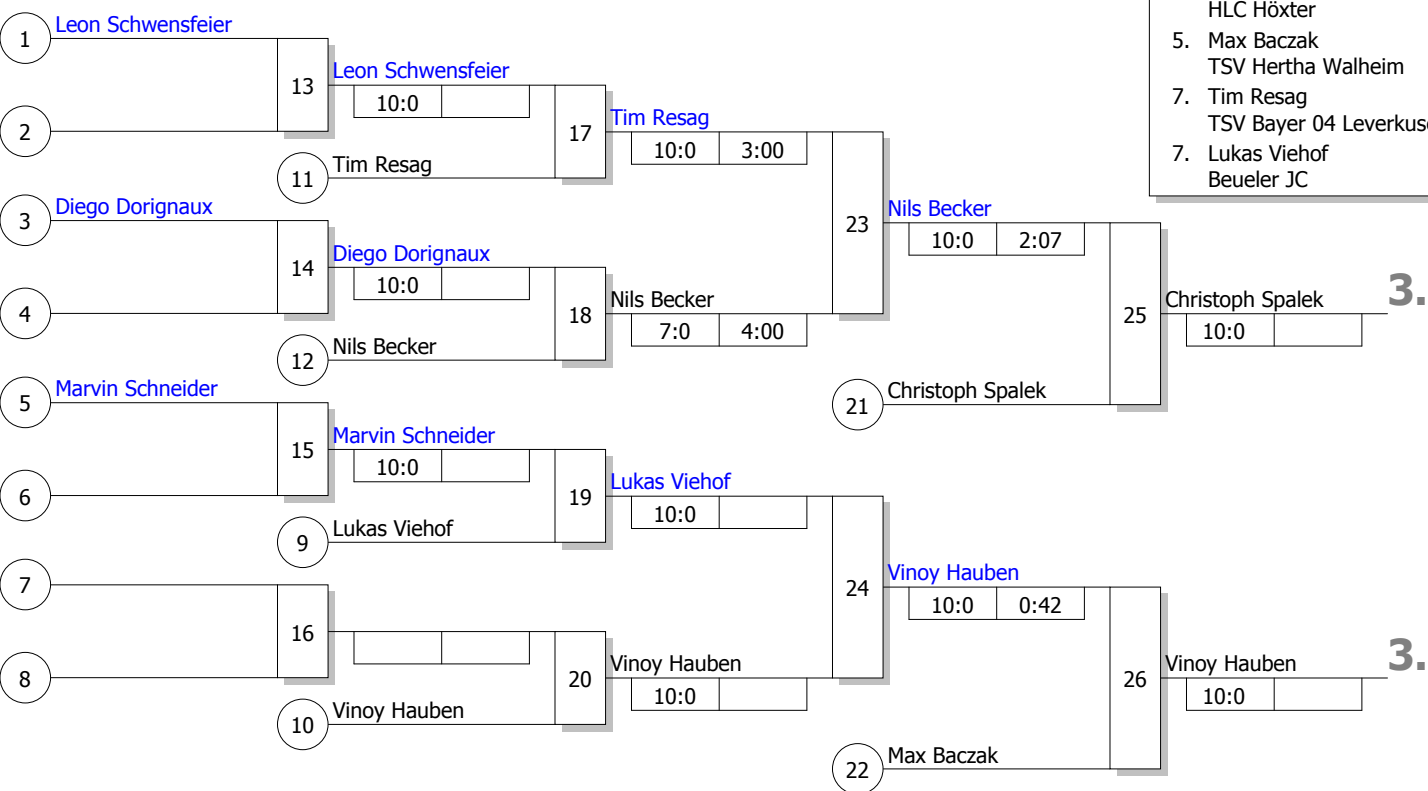 HLC Höxter
5. Max Baczak
TSV Hertha Walheim
7. Tim Resag
TSV Bayer 04
7. Lukas Viehof
Beueler JC
1 Leon Schwensfeier
13 Leon Schwensfeier
10:0
2
17 Tim Resag
10:0 3:00
11 Tim Resag
3 Diego Dorignaux
23 Nils Becker
10:0 2:07
14 Diego Dorignaux
10:0
4
18 Nils Becker
7:0 4:00
12 Nils Becker
25 Christoph Spalek 3.
10:0
5 Marvin Schneider
21 Christoph Spalek
15 Marvin Schneider
10:0
6
19 Lukas Viehof
10:0
9 Lukas Viehof
7
24 Vinoy Hauben
10:0 0:42
16
8
20 Vinoy Hauben
10:0
10 Vinoy Hauben
26 Vinoy Hauben 3.
10:0
22 Max Baczak